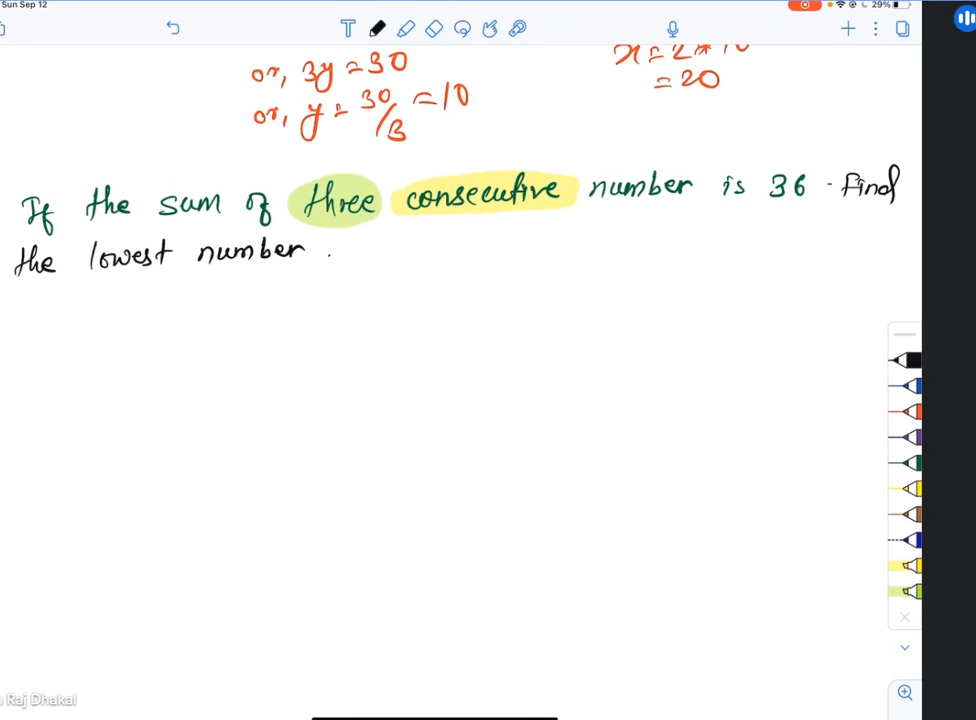 Sun Sep 12
29%
or, 3y = 30
= 20
or, y = 30/3 = 10
If the sum of three consecutive number is 36 . find
the lowest number .
Raj Dhakal